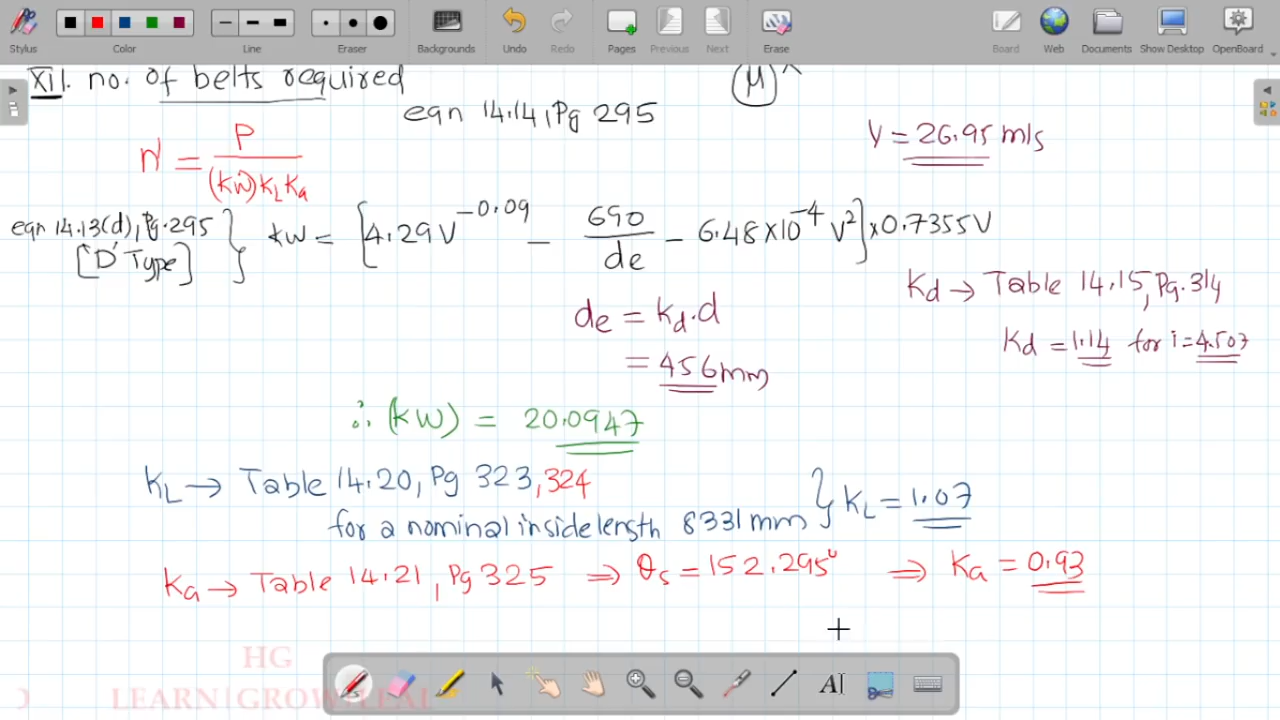 Stylus Color Line Eraser Backgrounds Undo Redo Pages Previous Next Erase Board Web Documents Show Desktop OpenBoard
XII. no. of belts required
(μ)
eqn 14.14, Pg 295
V = 26.95 m/s
n' = P / (kW) KL Ka
eqn 14.13(d), Pg. 295 } kW = [4.29V^-0.09 - 690/de - 6.48×10^-4 V^2] × 0.7355V
['D' Type]
de = Kd.d
= 456mm
Kd → Table 14.15, Pg. 314
Kd = 1.14 for i = 4.507
∴ (kW) = 20.0947
KL → Table 14.20, Pg 323, 324
for a nominal inside length 8331 mm } KL = 1.07
Ka → Table 14.21, Pg 325 ⇒ θs = 152.295° ⇒ Ka = 0.93
HG
LEARN GROW